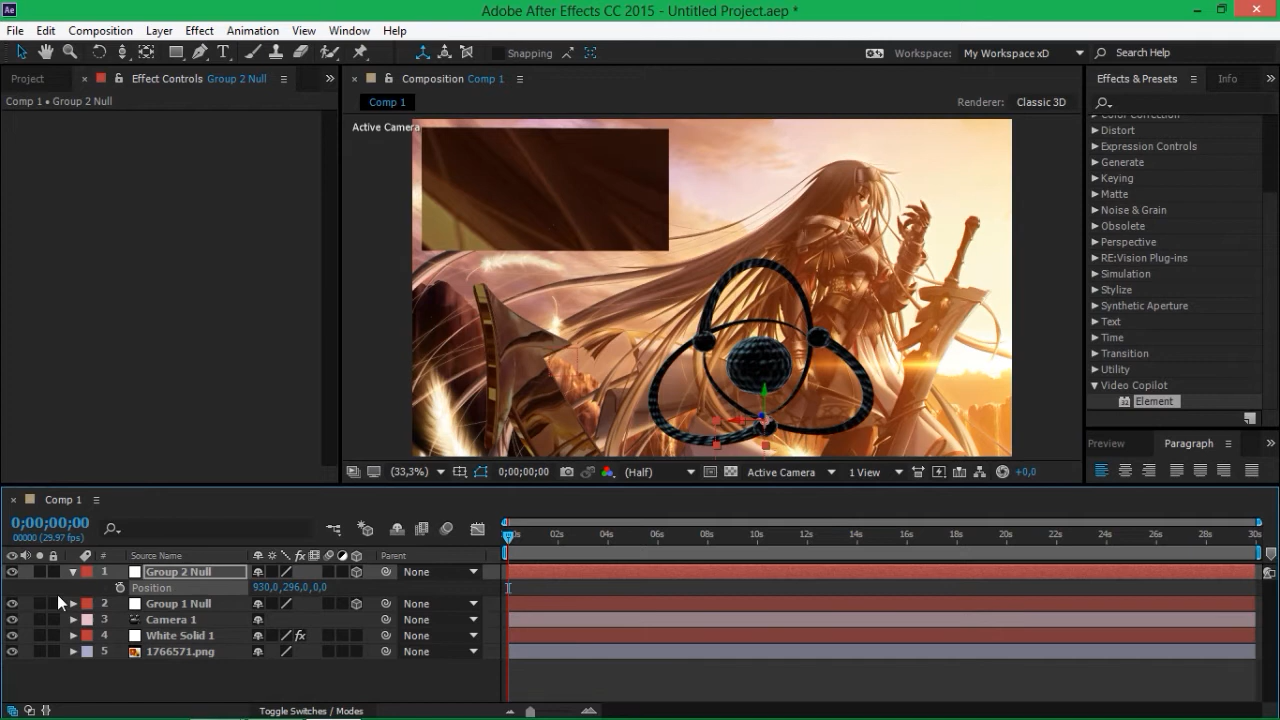 Ae Adobe After Effects CC 2015 - Untitled Project.aep *
File Edit Composition Layer Effect Animation View Window Help
Snapping Workspace: My Workspace xD Search Help
Project Effect Controls Group 2 Null Composition Comp 1 Effects & Presets Info
Comp 1 • Group 2 Null
Comp 1 Renderer: Classic 3D
Active Camera
Color Correction
Distort
Expression Controls
Generate
Keying
Matte
Noise & Grain
Obsolete
Perspective
RE:Vision Plug-ins
Simulation
Stylize
Synthetic Aperture
Text
Time
Transition
Utility
Video Copilot
32 Element
Preview Paragraph
(33,3%) 0;00;00;00 (Half) Active Camera 1 View +0,0
Comp 1
0;00;00;00
00000 (29.97 fps)
02s 04s 06s 08s 10s 12s 14s 16s 18s 20s 22s 24s 26s 28s 30s
# Source Name fx Parent
1 Group 2 Null None
Position 930,0,296,0,0,0
2 Group 1 Null None
3 Camera 1 None
4 White Solid 1 fx None
5 1766571.png None
Toggle Switches / Modes